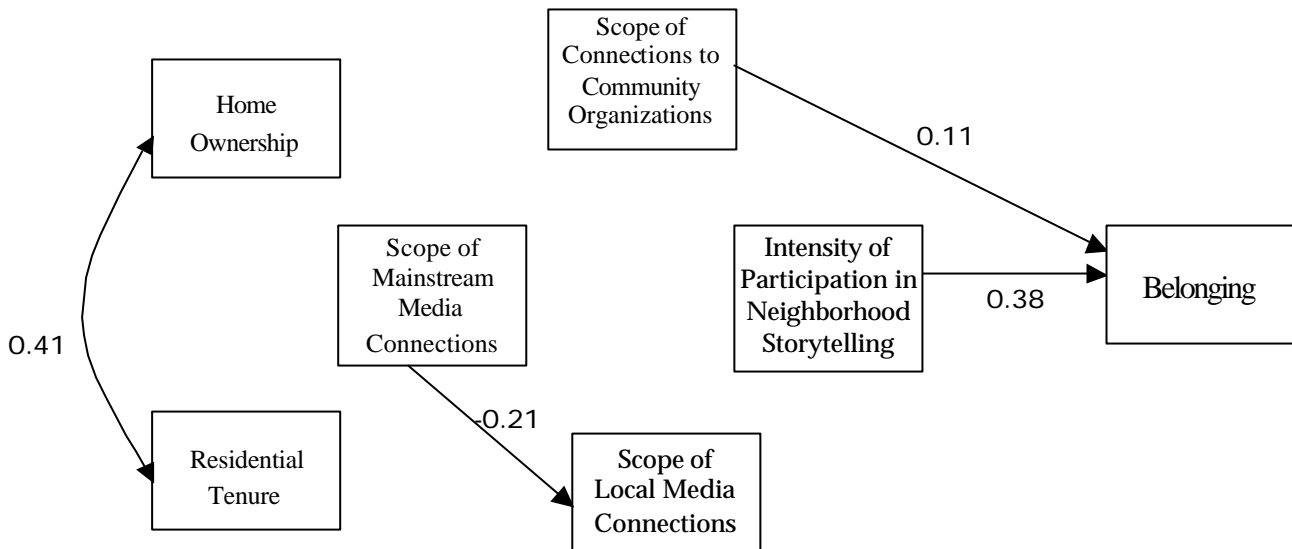 Scope of
Connections to
Community
Organizations
Home
Ownership
0.11
Scope of
Mainstream
Media
Connections
Intensity of
Participation in
Neighborhood
Storytelling
0.38
Belonging
0.41
-0.21
Residential
Tenure
Scope of
Local Media
Connections